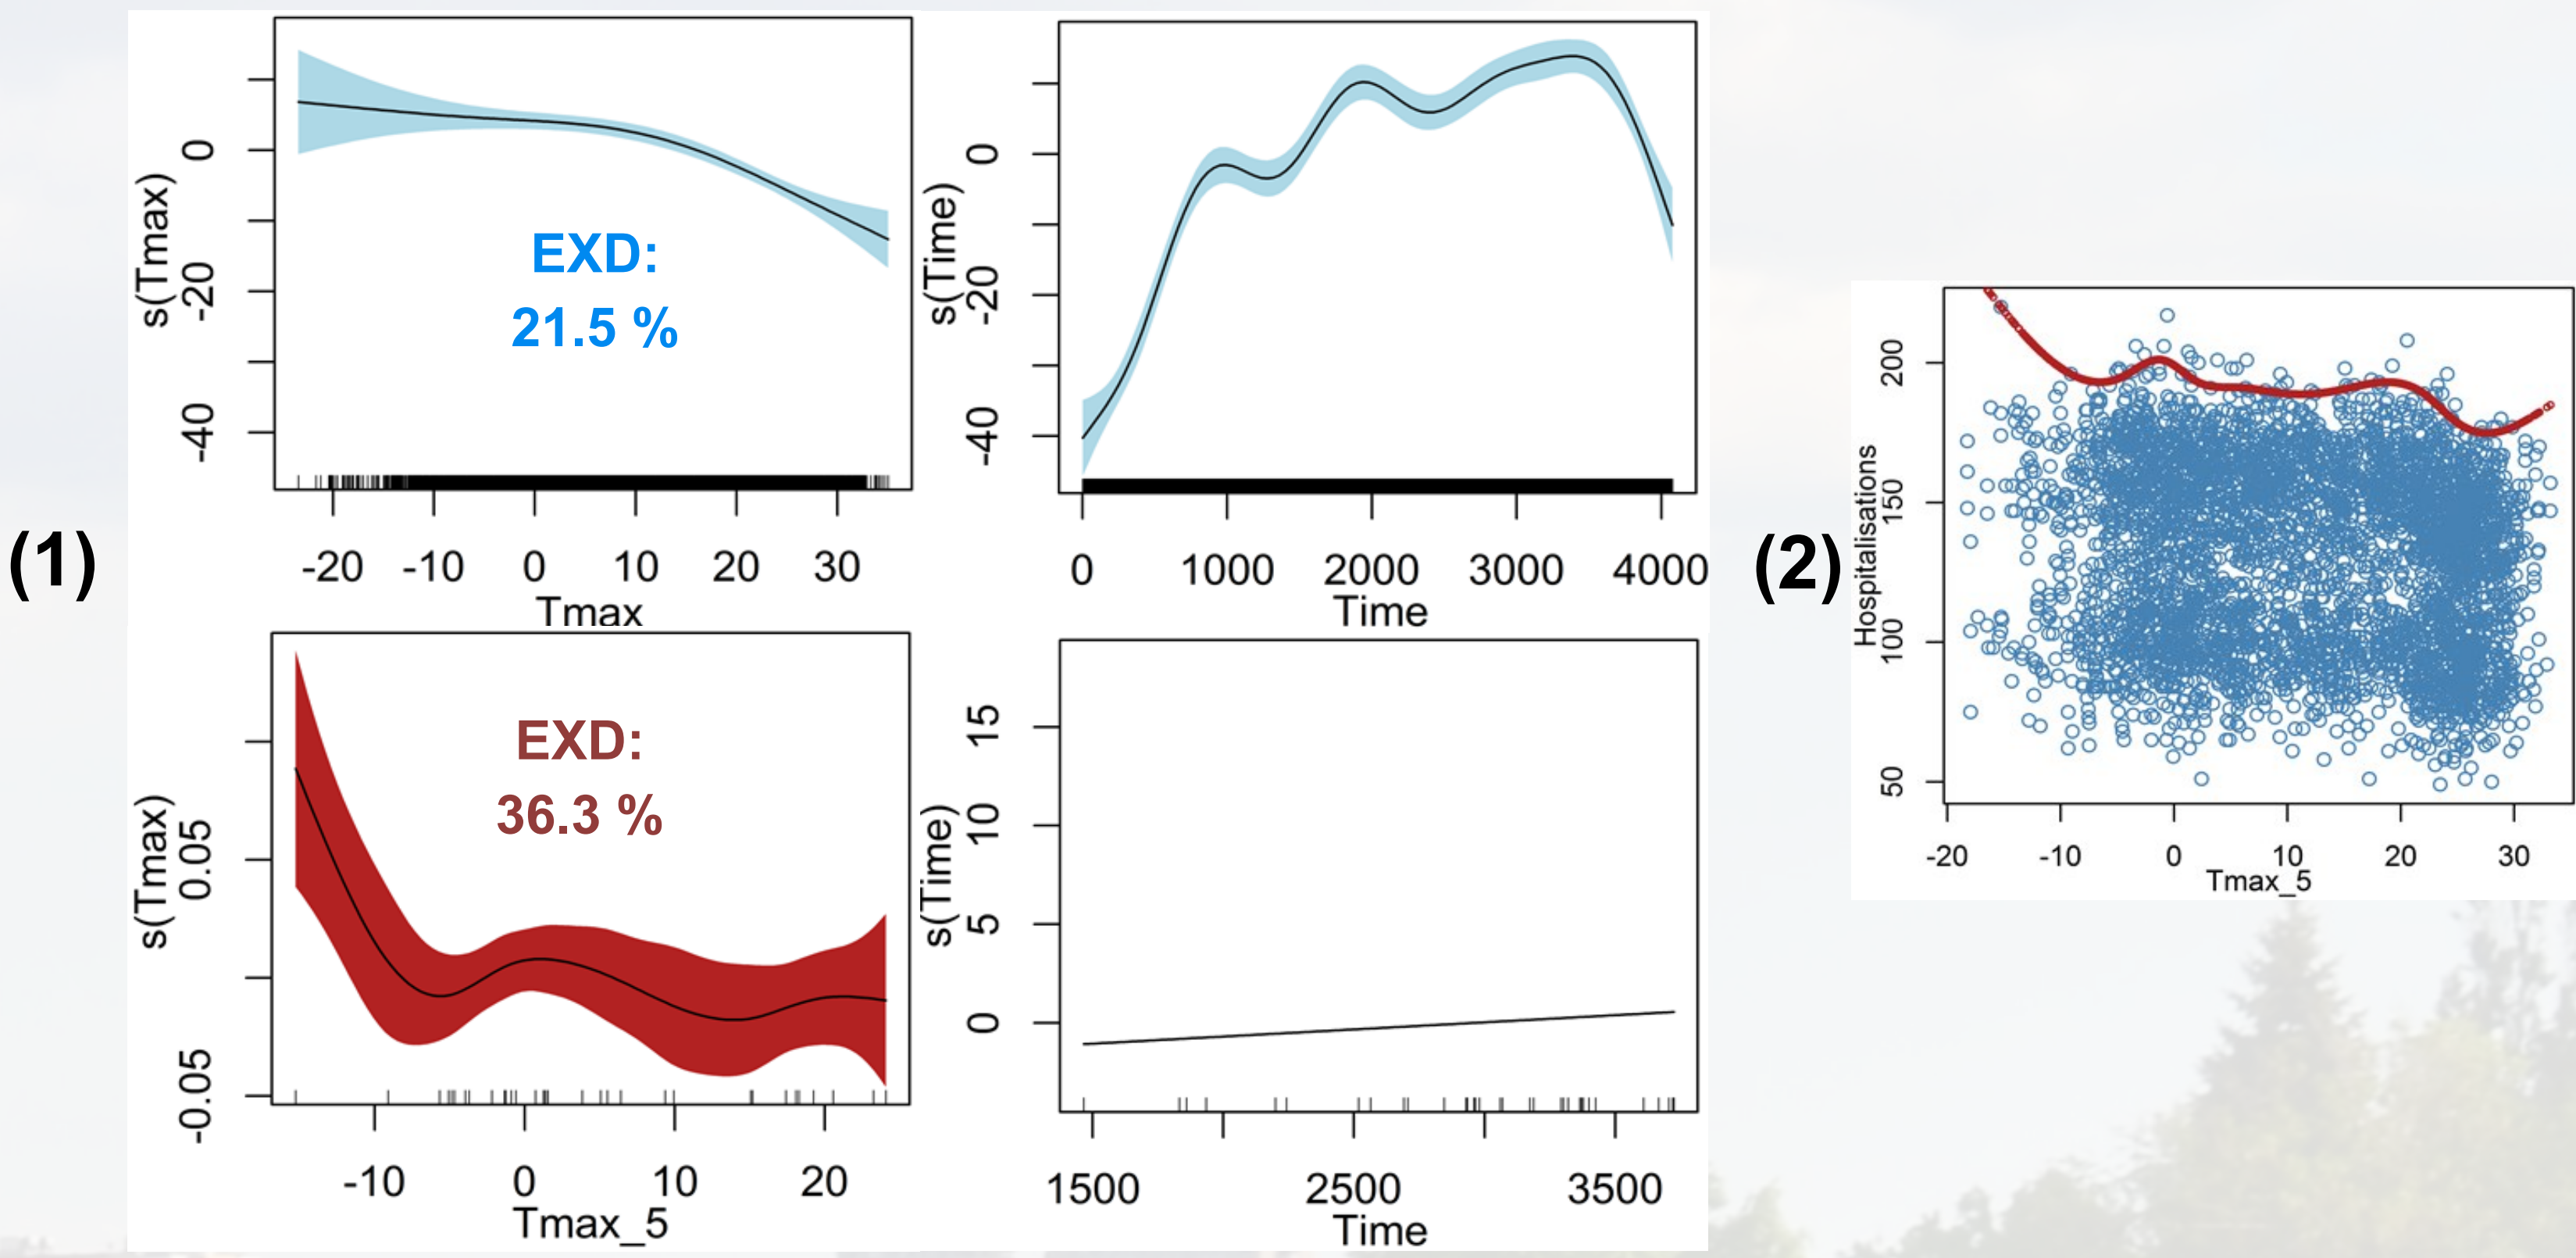 (1)
s(Tmax)
0
-20
-40
EXD:
21.5 %
-20 -10 0 10 20 30
Tmax
s(Time)
0
-20
-40
0 1000 2000 3000 4000
Time
s(Tmax)
0.05
-0.05
EXD:
36.3 %
-10 0 10 20
Tmax_5
s(Time)
15
10
5
0
1500 2500 3500
Time
(2)
Hospitalisations
200
150
100
50
-20 -10 0 10 20 30
Tmax_5